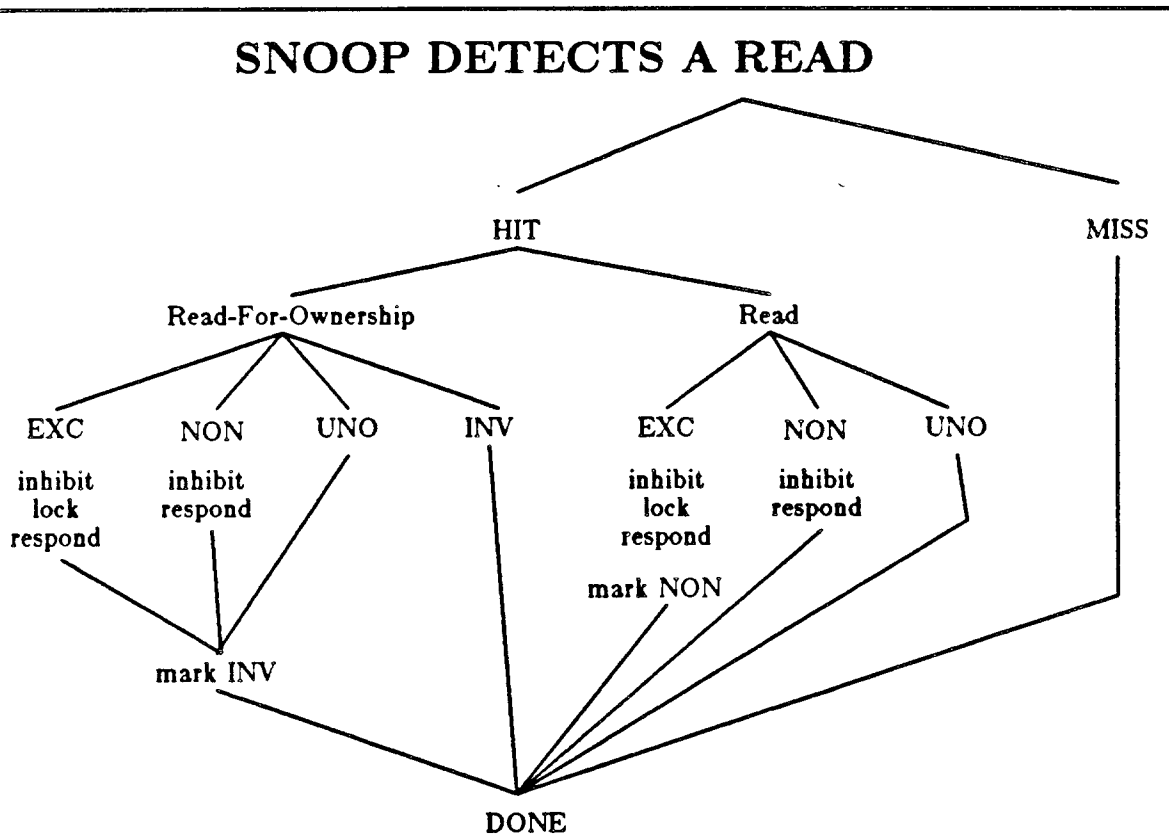 SNOOP DETECTS A READ
HIT
MISS
Read-For-Ownership
Read
EXC
NON
UNO
INV
EXC
NON
UNO
inhibit
lock
respond
inhibit
respond
inhibit
lock
respond
inhibit
respond
mark NON
mark INV
DONE